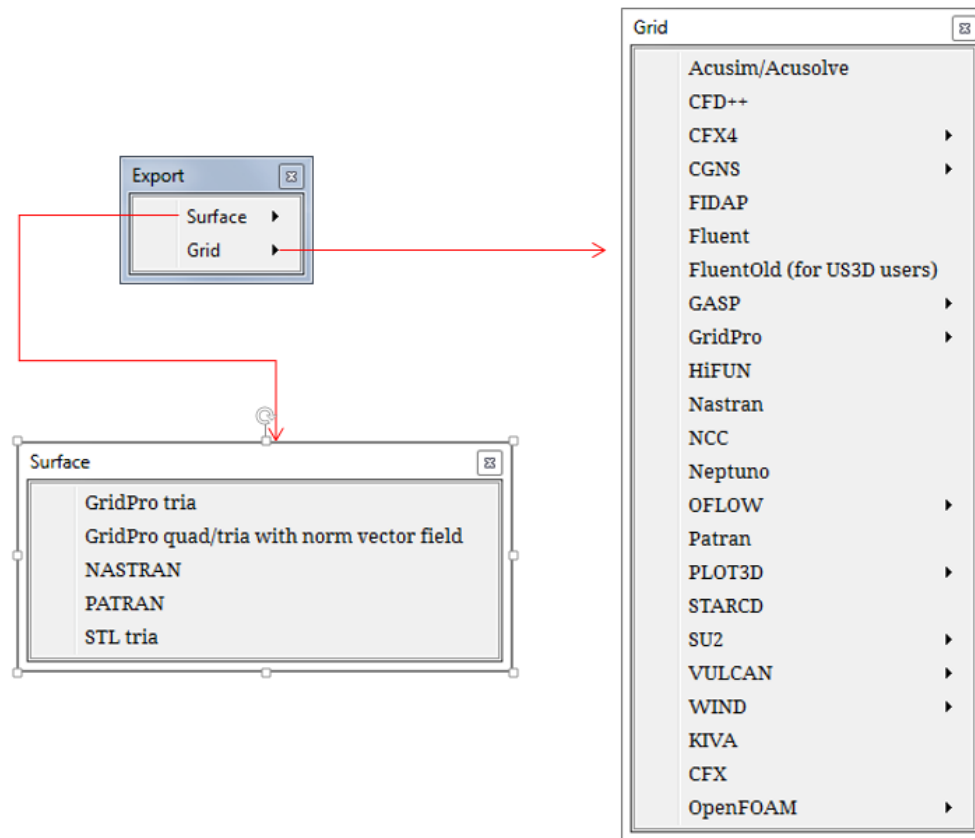 Export
Surface
Grid
Surface
GridPro tria
GridPro quad/tria with norm vector field
NASTRAN
PATRAN
STL tria
Grid
Acusim/Acusolve
CFD++
CFX4
CGNS
FIDAP
Fluent
FluentOld (for US3D users)
GASP
GridPro
HiFUN
Nastran
NCC
Neptuno
OFLOW
Patran
PLOT3D
STARCD
SU2
VULCAN
WIND
KIVA
CFX
OpenFOAM